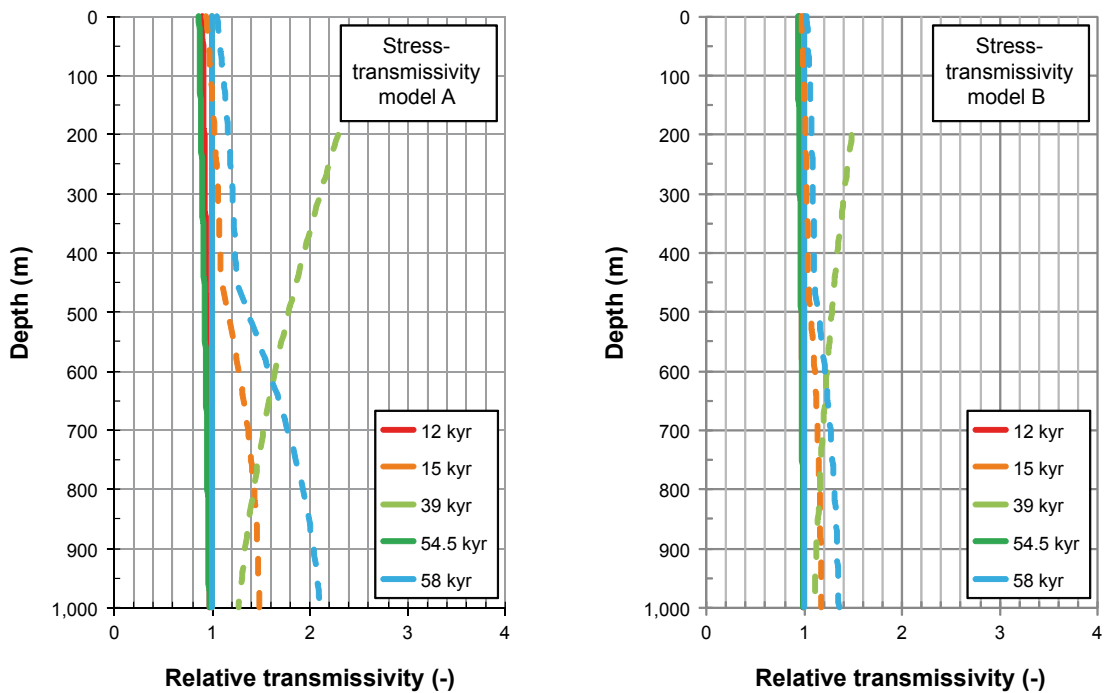 Stress-
transmissivity
model A
0
100
200
300
400
500
600
700
800
900
1,000
Depth (m)
12 kyr
15 kyr
39 kyr
54.5 kyr
58 kyr
0 1 2 3 4
Relative transmissivity (-)
Stress-
transmissivity
model B
0
100
200
300
400
500
600
700
800
900
1,000
Depth (m)
12 kyr
15 kyr
39 kyr
54.5 kyr
58 kyr
0 1 2 3 4
Relative transmissivity (-)